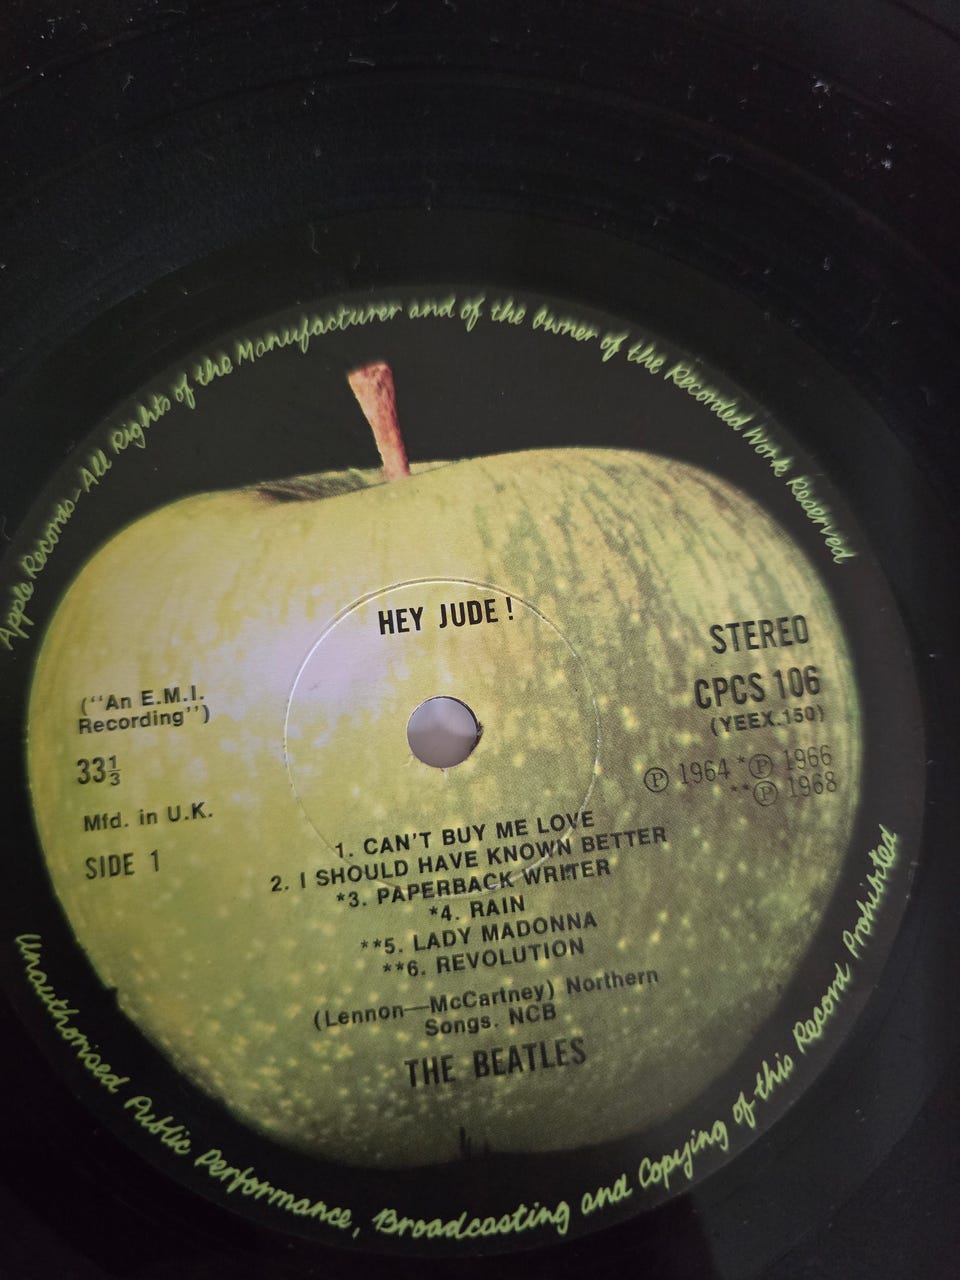 Apple Records-All Rights of the Manufacturer and of the Owner of the Recorded Work Reserved
HEY JUDE!
STEREO
CPCS 106
(YEEX.150)
℗ 1964 *℗ 1966
**℗ 1968
("An E.M.I.
Recording")
33⅓
Mfd. in U.K.
SIDE 1
1. CAN'T BUY ME LOVE
2. I SHOULD HAVE KNOWN BETTER
*3. PAPERBACK WRITER
*4. RAIN
**5. LADY MADONNA
**6. REVOLUTION
(Lennon—McCartney) Northern
Songs. NCB
THE BEATLES
Unauthorised Public Performance, Broadcasting and Copying of this Record Prohibited